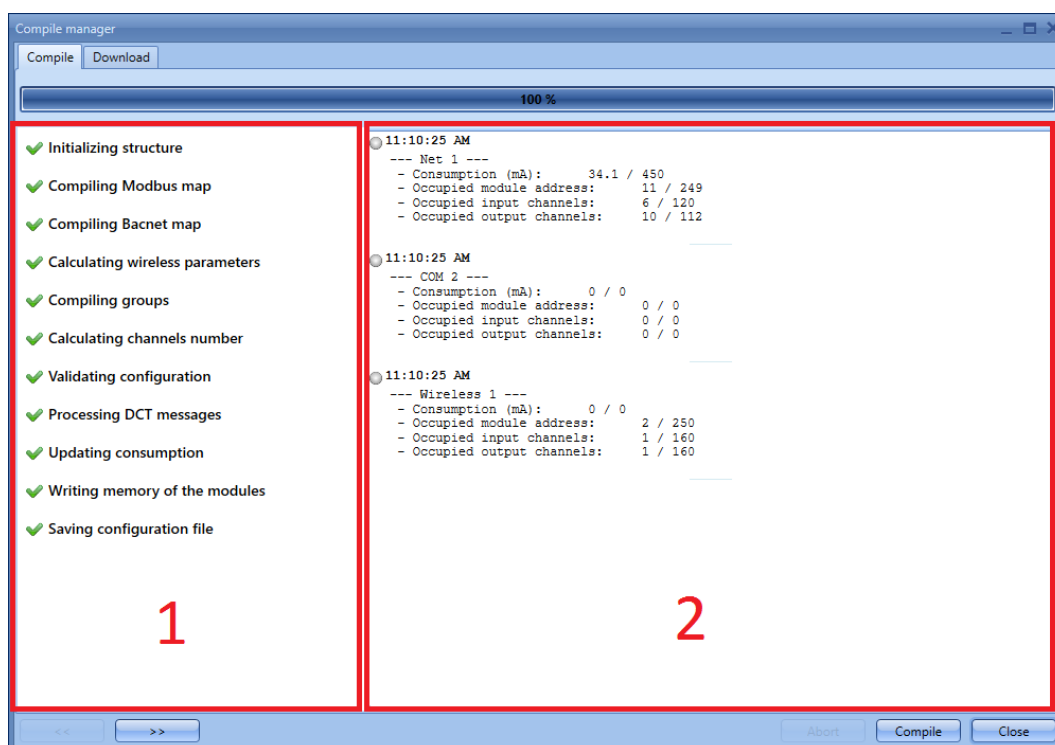 Compile manager
Compile Download
100 %
Initializing structure
Compiling Modbus map
Compiling Bacnet map
Calculating wireless parameters
Compiling groups
Calculating channels number
Validating configuration
Processing DCT messages
Updating consumption
Writing memory of the modules
Saving configuration file
1
11:10:25 AM
--- Net 1 ---
- Consumption (mA): 34.1 / 450
- Occupied module address: 11 / 249
- Occupied input channels: 6 / 120
- Occupied output channels: 10 / 112
11:10:25 AM
--- COM 2 ---
- Consumption (mA): 0 / 0
- Occupied module address: 0 / 0
- Occupied input channels: 0 / 0
- Occupied output channels: 0 / 0
11:10:25 AM
--- Wireless 1 ---
- Consumption (mA): 0 / 0
- Occupied module address: 2 / 250
- Occupied input channels: 1 / 160
- Occupied output channels: 1 / 160
2
<< >> Abort Compile Close